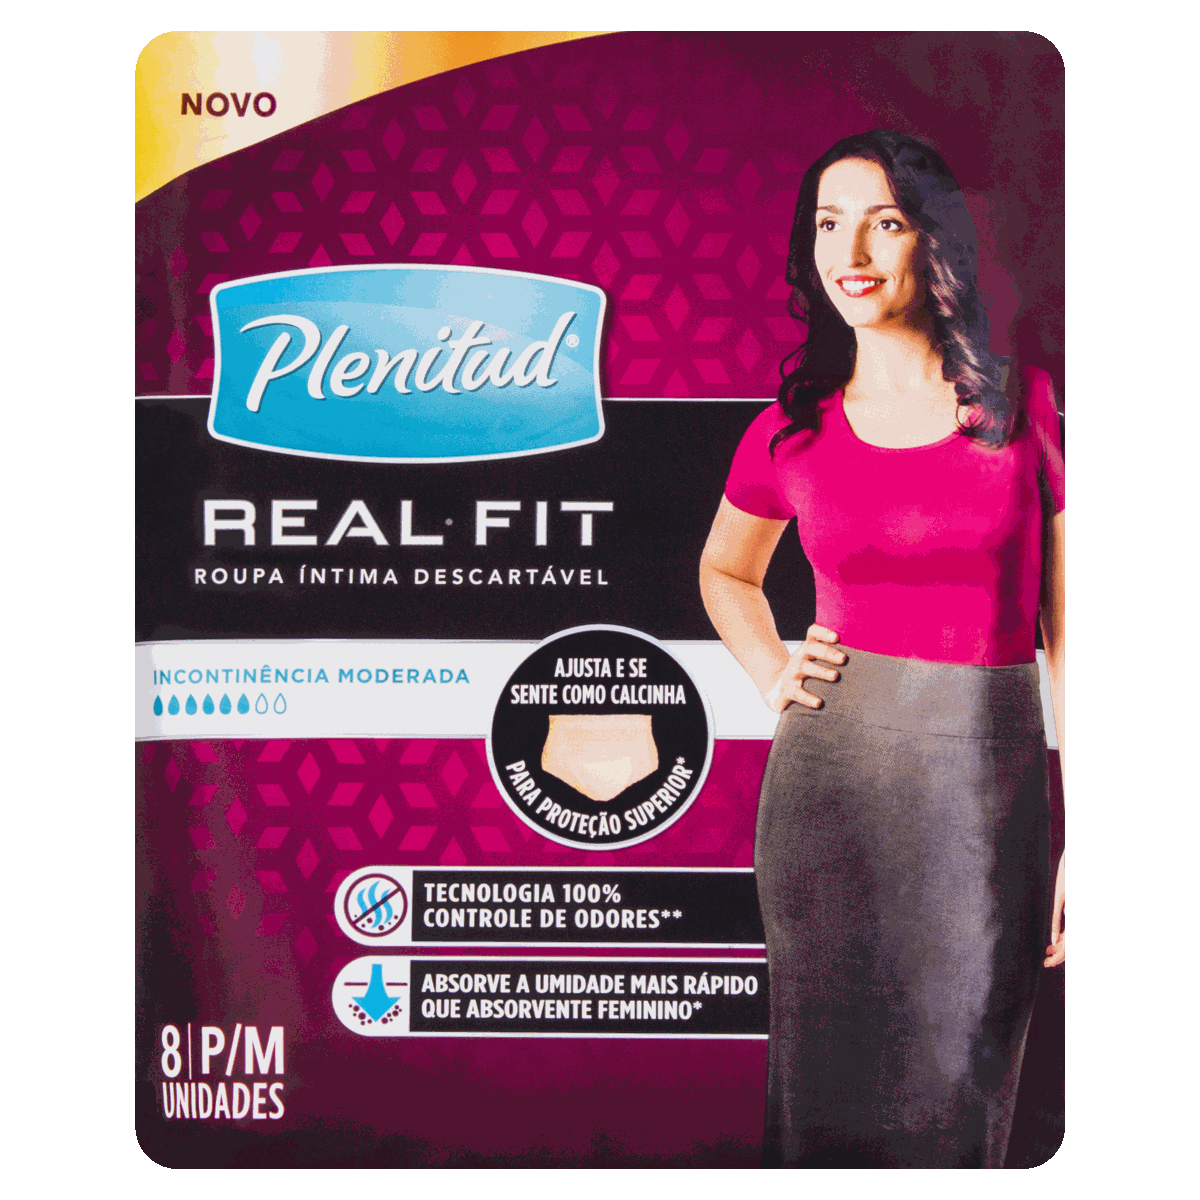 NOVO
Plenitud®
REAL·FIT
ROUPA ÍNTIMA DESCARTÁVEL
INCONTINÊNCIA MODERADA
AJUSTA E SE
SENTE COMO CALCINHA
PARA PROTEÇÃO SUPERIOR*
TECNOLOGIA 100%
CONTROLE DE ODORES**
ABSORVE A UMIDADE MAIS RÁPIDO
QUE ABSORVENTE FEMININO*
8 | P/M
UNIDADES